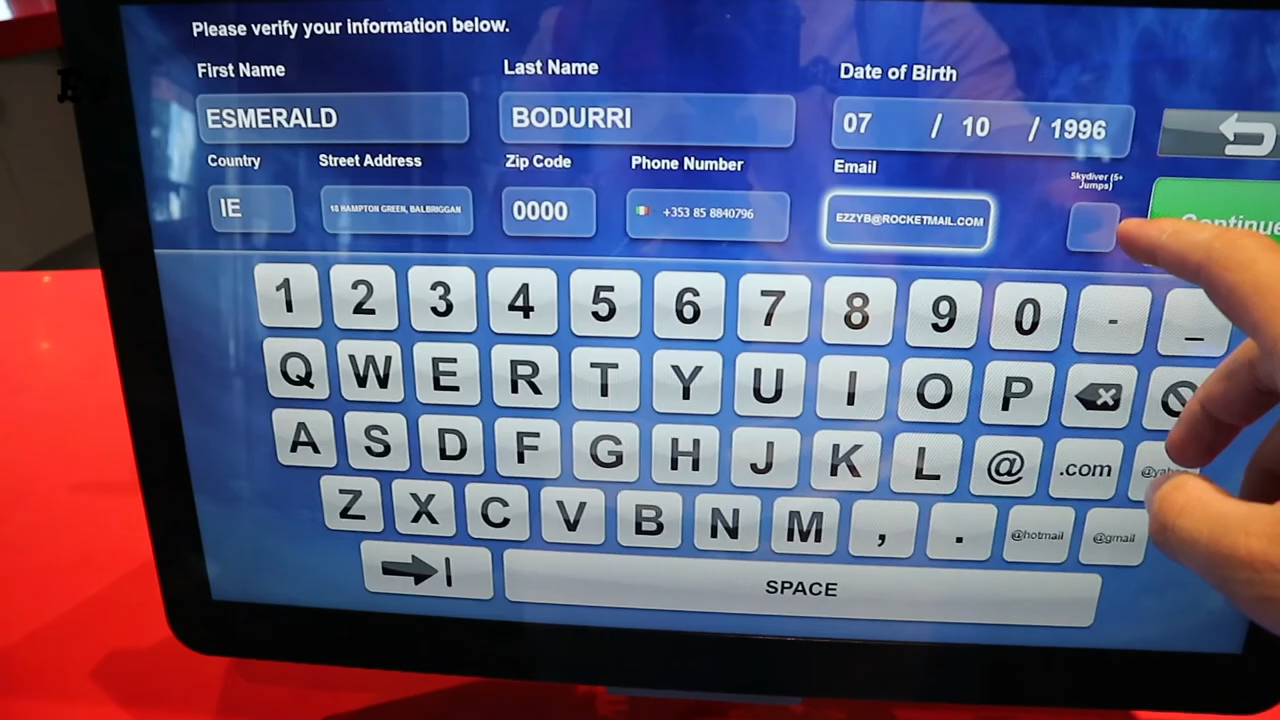 Please verify your information below.
First Name Last Name Date of Birth
ESMERALD BODURRI 07 / 10 / 1996
Country Street Address Zip Code Phone Number Email Skydiver (5+ Jumps)
IE 18 HAMPTON GREEN, BALBRIGGAN 0000 +353 85 8840796 EZZYB@ROCKETMAIL.COM Continue
1 2 3 4 5 6 7 8 9 0 - _
Q W E R T Y U I O P
A S D F G H J K L @ .com
Z X C V B N M , . @hotmail @gmail
SPACE